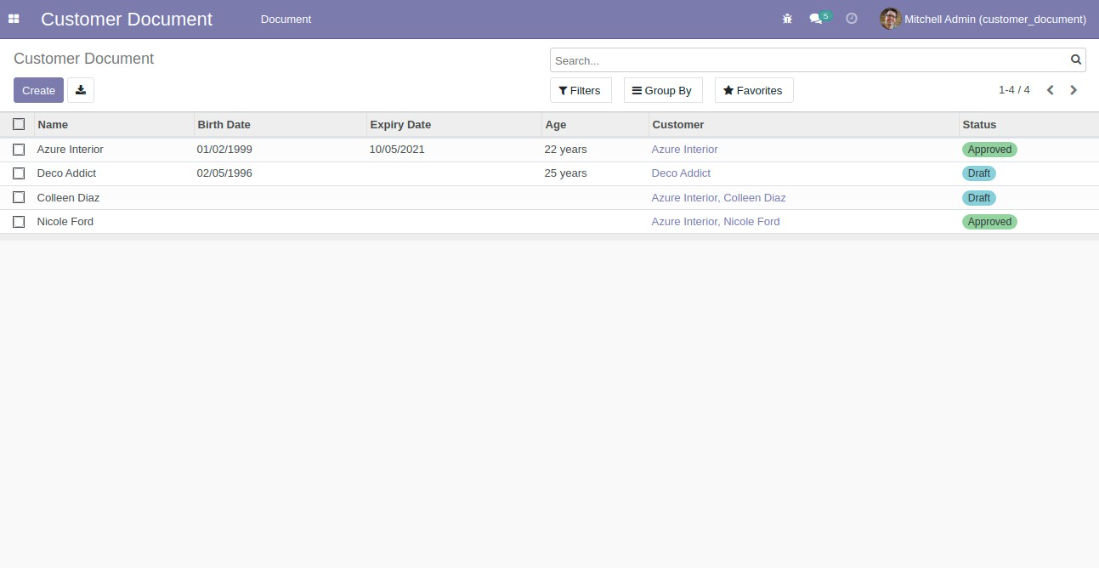 Customer Document Document 5 Mitchell Admin (customer_document)
Customer Document Search...
Create Filters Group By Favorites 1-4 / 4
Name Birth Date Expiry Date Age Customer Status
Azure Interior 01/02/1999 10/05/2021 22 years Azure Interior Approved
Deco Addict 02/05/1996 25 years Deco Addict Draft
Colleen Diaz Azure Interior, Colleen Diaz Draft
Nicole Ford Azure Interior, Nicole Ford Approved